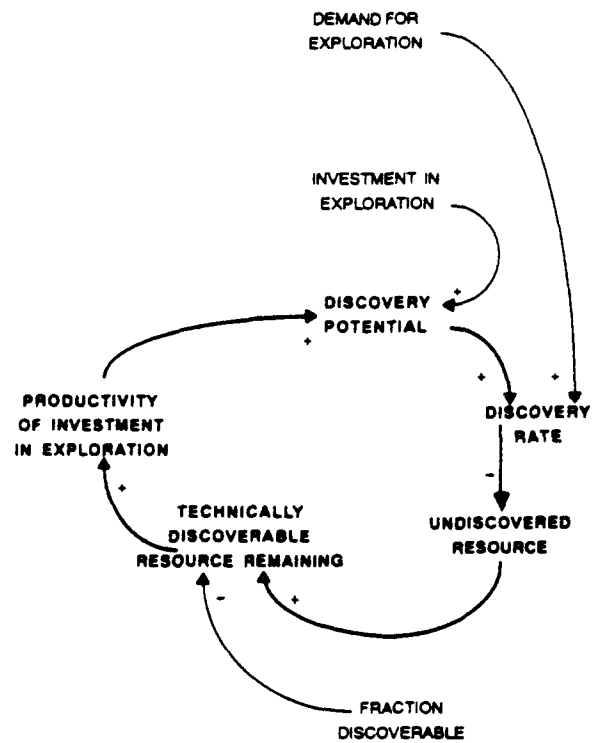 DEMAND FOR
EXPLORATION
INVESTMENT IN
EXPLORATION
+
DISCOVERY
POTENTIAL
+
+
+
PRODUCTIVITY
OF INVESTMENT
IN EXPLORATION
DISCOVERY
RATE
-
+
TECHNICALLY
DISCOVERABLE
RESOURCE REMAINING
UNDISCOVERED
RESOURCE
-
+
FRACTION
DISCOVERABLE